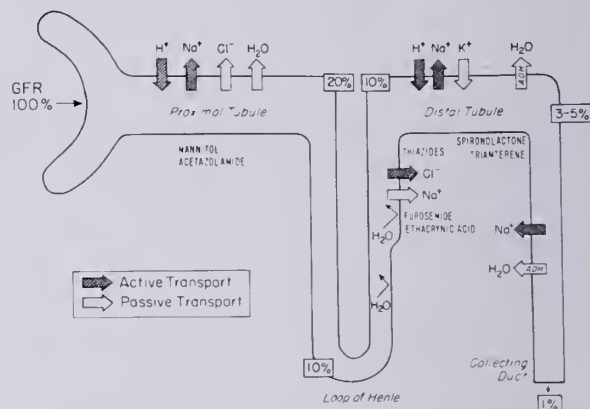 H⁺ Na⁺ Cl⁻ H₂O
H⁺ Na⁺ K⁺ H₂O
ADH
GFR
100%
20%
10%
3-5%
Proximal Tubule
Distal Tubule
MANNITOL
ACETAZOLAMIDE
THIAZIDES
SPIRONOLACTONE
TRIAMTERENE
Cl⁻
Na⁺
FUROSEMIDE
ETHACRYNIC ACID
H₂O
Na⁺
H₂O
ADH
H₂O
Active Transport
Passive Transport
10%
Collecting
Duct
Loop of Henle
1%